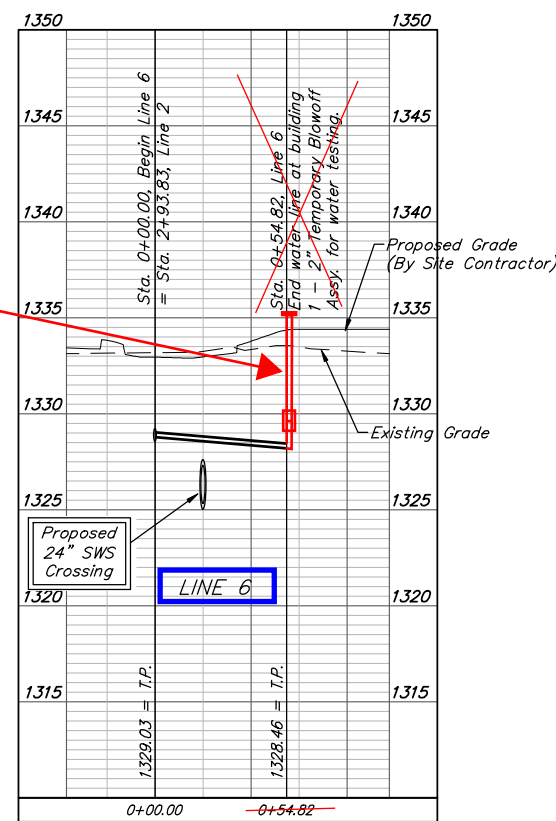 1350
1350
1345
1345
1340
1340
1335
1335
1330
1330
1325
1325
1320
1320
1315
1315
Sta. 0+00.00, Begin Line 6
= Sta. 2+93.83, Line 2
Sta. 0+54.82, Line 6
End water line at building
1 - 2" Temporary Blowoff
Assy. for water testing.
Proposed Grade
(By Site Contractor)
Existing Grade
Proposed
24" SWS
Crossing
LINE 6
1329.03 = T.P.
1328.46 = T.P.
0+00.00
0+54.82